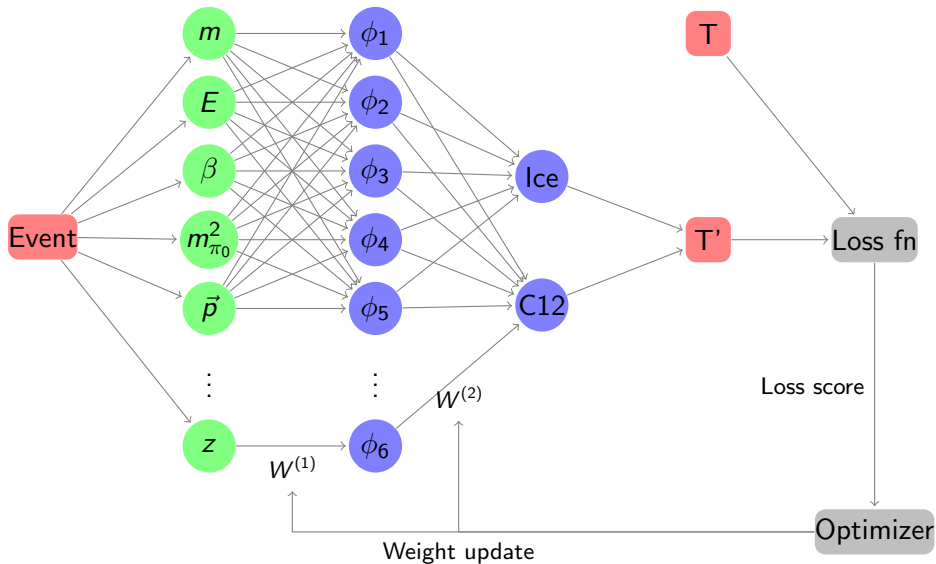 m
ϕ₁
T
E
ϕ₂
β
ϕ₃
Ice
Event
m²π₀
ϕ₄
T'
Loss fn
p⃗
ϕ₅
C12
⋮
⋮
Loss score
W⁽²⁾
z
ϕ₆
W⁽¹⁾
Optimizer
Weight update